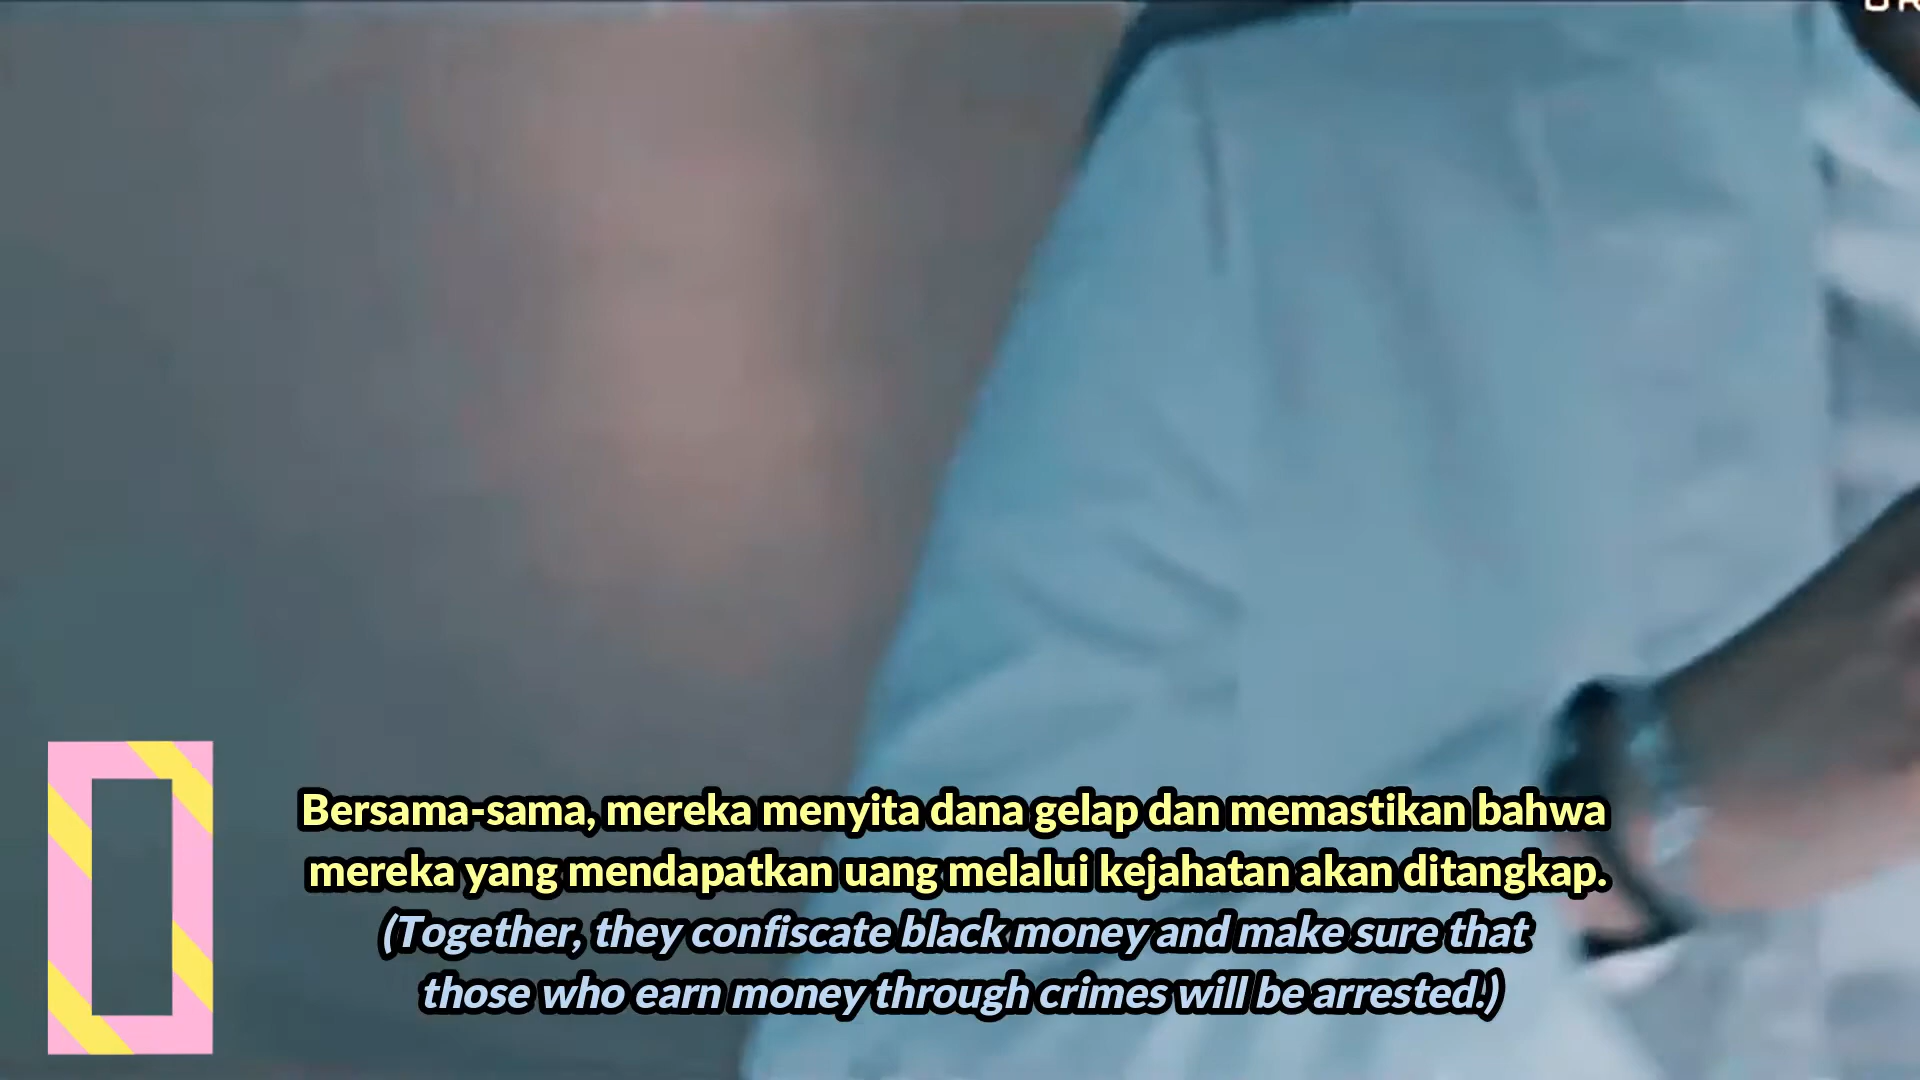 Bersama-sama, mereka menyita dana gelap dan memastikan bahwa
mereka yang mendapatkan uang melalui kejahatan akan ditangkap.
(Together, they confiscate black money and make sure that
those who earn money through crimes will be arrested.)